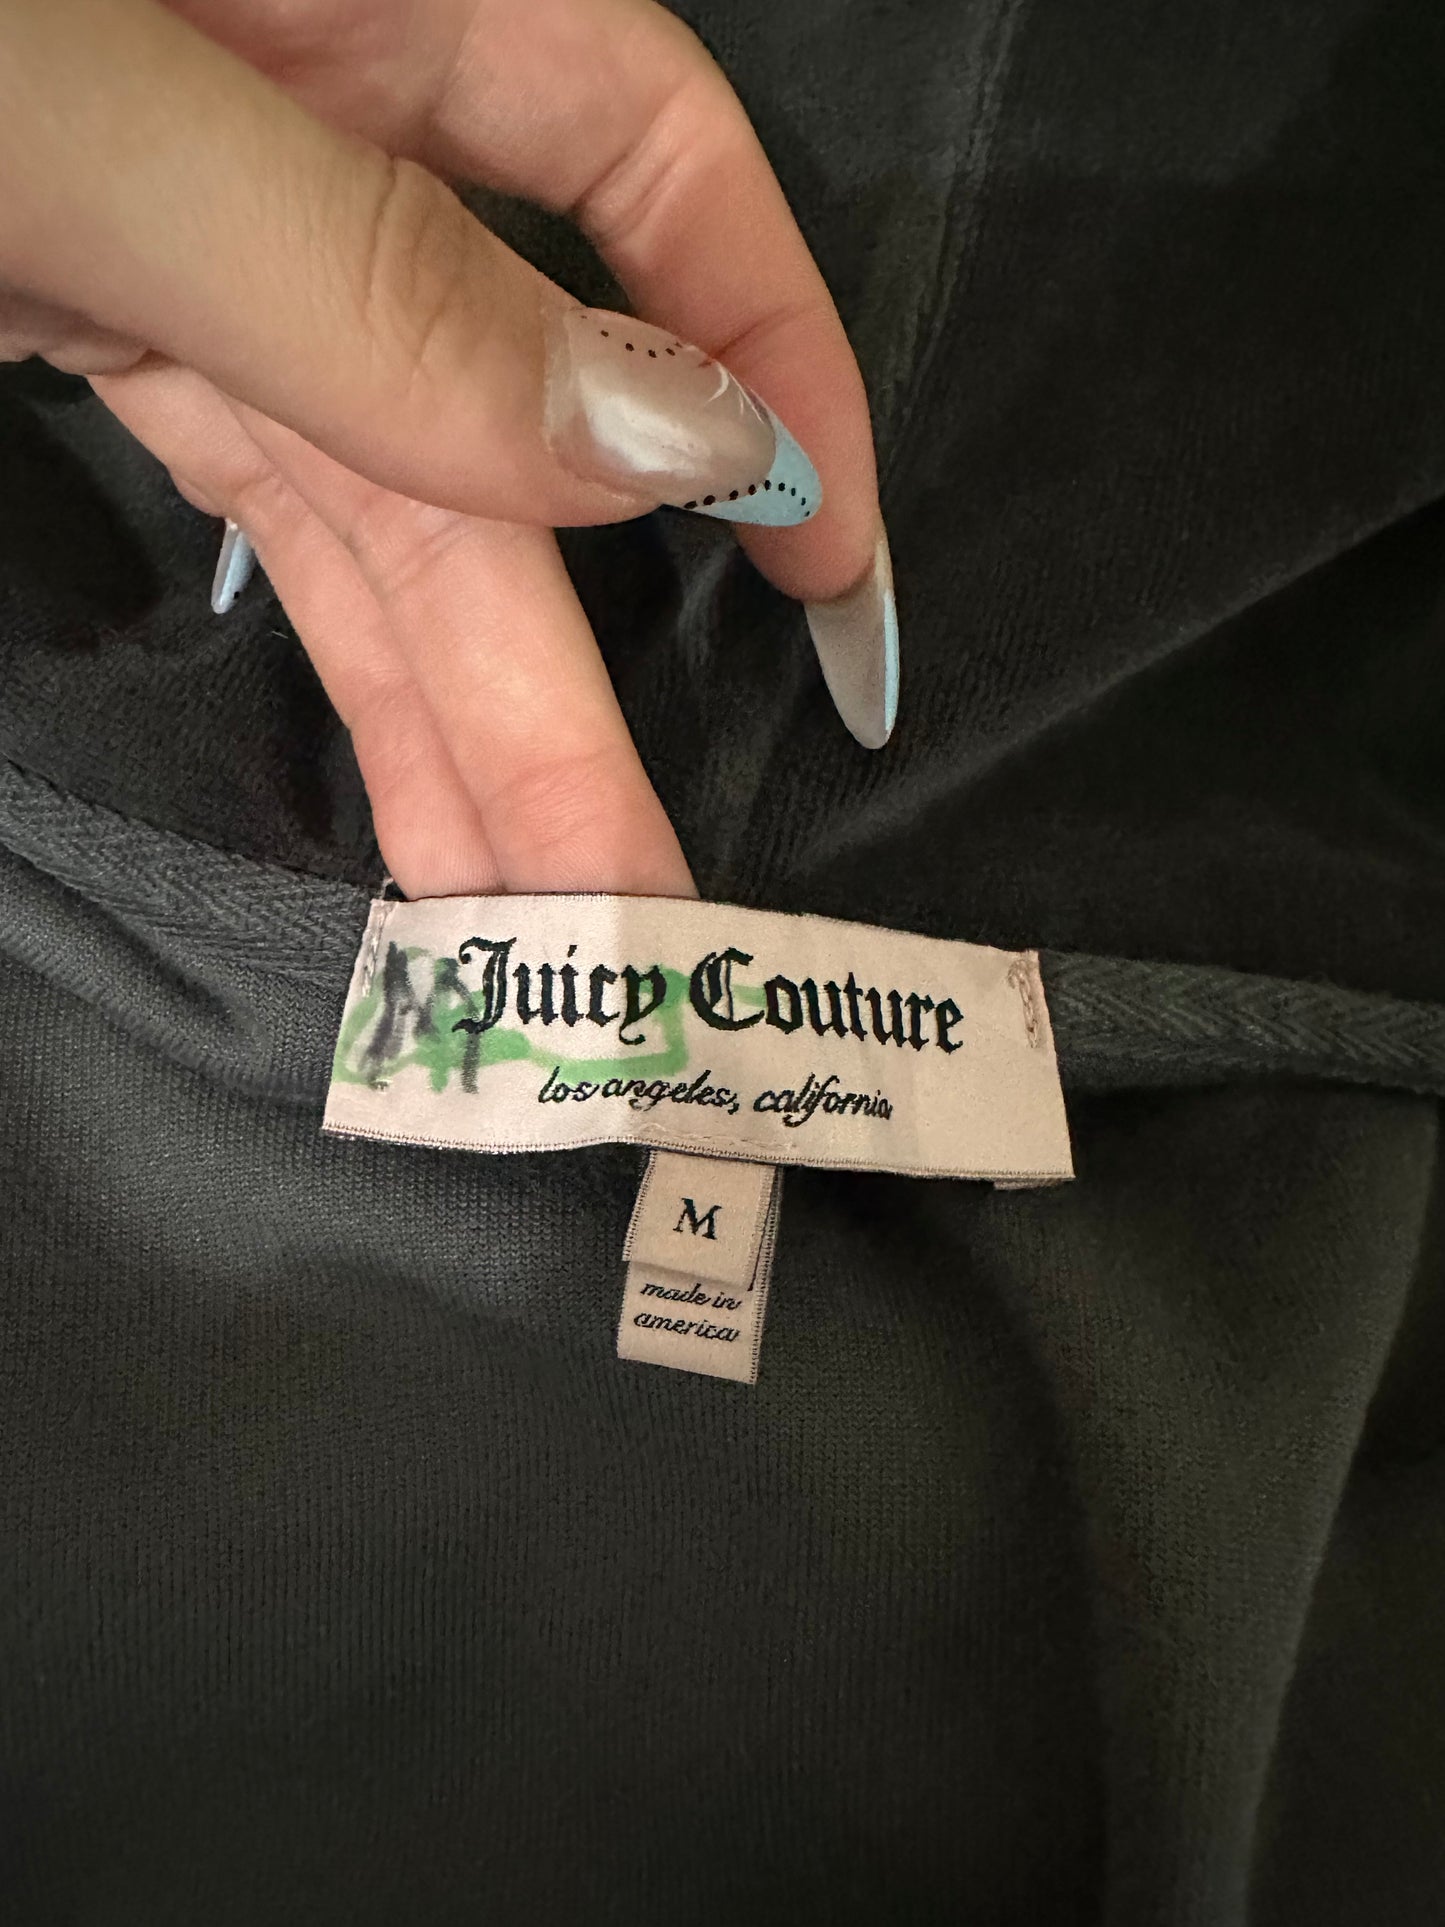 Juicy Couture
los angeles, california
M
made in
america